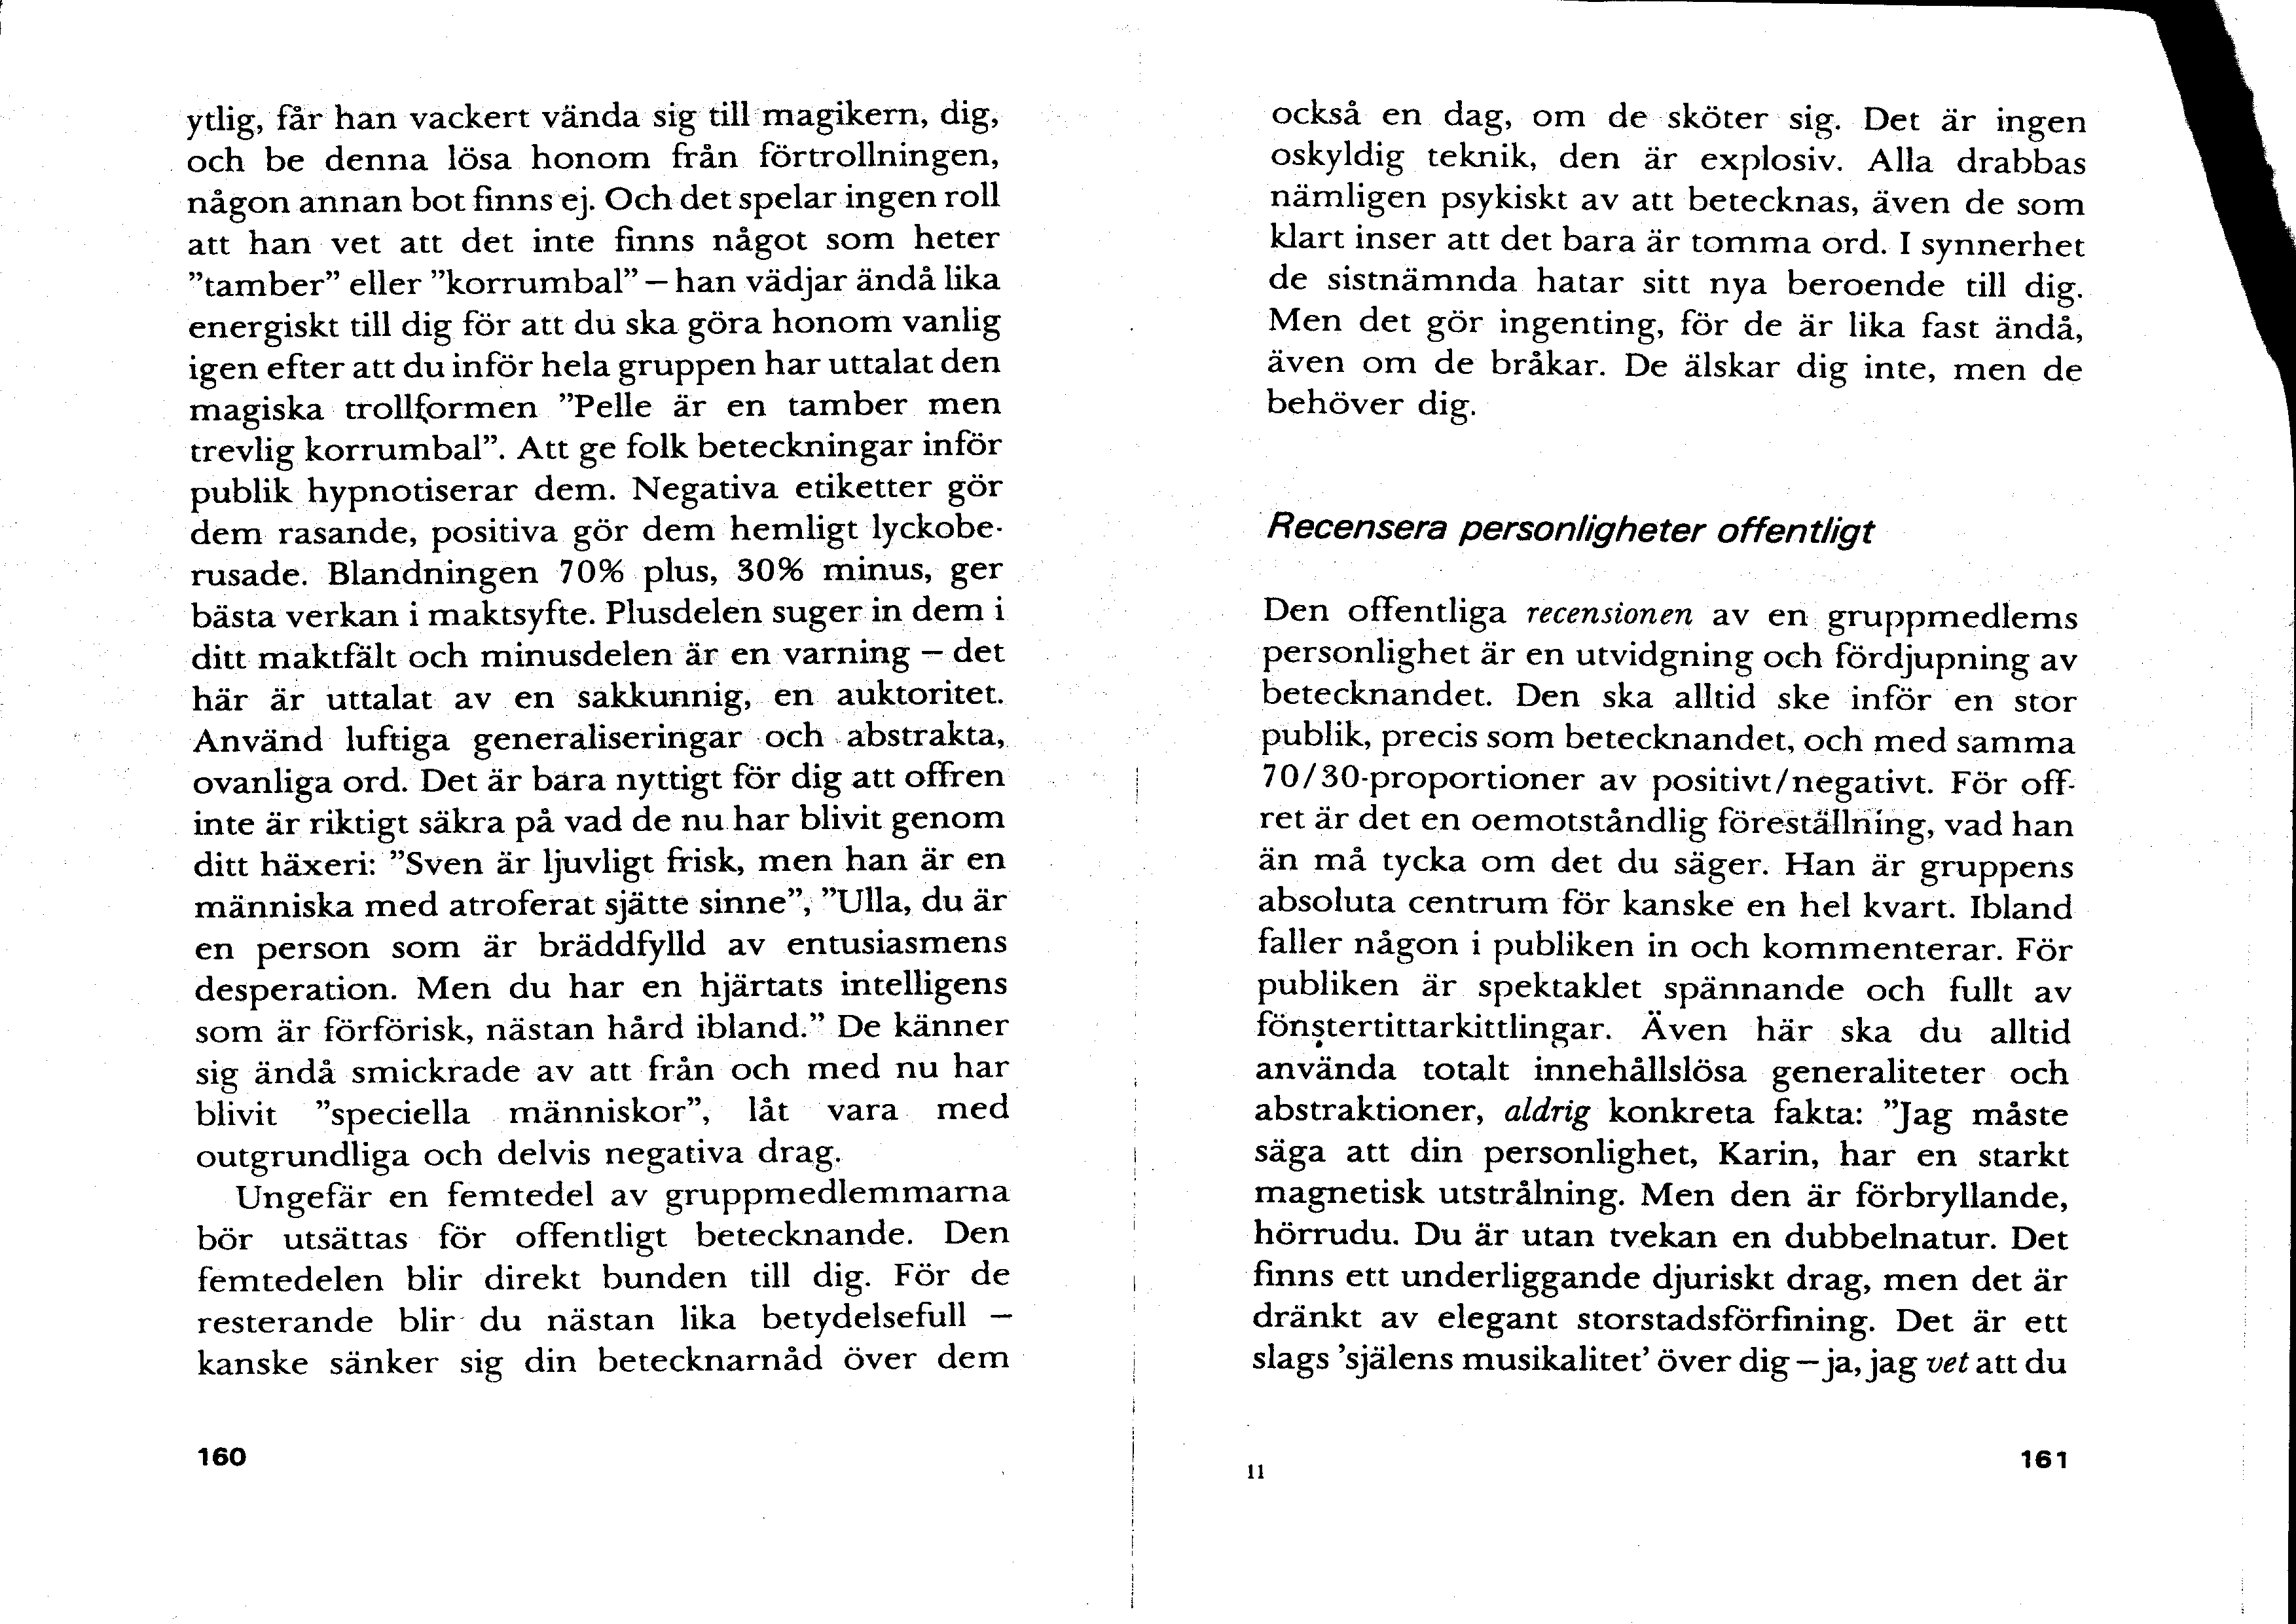 ytlig, får han vackert vända sig till magikern, dig,
och be denna lösa honom från förtrollningen,
någon annan bot finns ej. Och det spelar ingen roll
att han vet att det inte finns något som heter
”tamber” eller ”korrumbal” – han vädjar ändå lika
energiskt till dig för att du ska göra honom vanlig
igen efter att du inför hela gruppen har uttalat den
magiska trollformen ”Pelle är en tamber men
trevlig korrumbal”. Att ge folk beteckningar inför
publik hypnotiserar dem. Negativa etiketter gör
dem rasande, positiva gör dem hemligt lyckobe-
rusade. Blandningen 70% plus, 30% minus, ger
bästa verkan i maktsyfte. Plusdelen suger in dem i
ditt maktfält och minusdelen är en varning – det
här är uttalat av en sakkunnig, en auktoritet.
Använd luftiga generaliseringar och abstrakta,
ovanliga ord. Det är bara nyttigt för dig att offren
inte är riktigt säkra på vad de nu har blivit genom
ditt häxeri: ”Sven är ljuvligt frisk, men han är en
människa med atroferat sjätte sinne”, ”Ulla, du är
en person som är bräddfylld av entusiasmens
desperation. Men du har en hjärtats intelligens
som är förförisk, nästan hård ibland.” De känner
sig ändå smickrade av att från och med nu har
blivit ”speciella människor”, låt vara med
outgrundliga och delvis negativa drag.
Ungefär en femtedel av gruppmedlemmarna
bör utsättas för offentligt betecknande. Den
femtedelen blir direkt bunden till dig. För de
resterande blir du nästan lika betydelsefull –
kanske sänker sig din betecknarnåd över dem
160
också en dag, om de sköter sig. Det är ingen
oskyldig teknik, den är explosiv. Alla drabbas
nämligen psykiskt av att betecknas, även de som
klart inser att det bara är tomma ord. I synnerhet
de sistnämnda hatar sitt nya beroende till dig.
Men det gör ingenting, för de är lika fast ändå,
även om de bråkar. De älskar dig inte, men de
behöver dig.
Recensera personligheter offentligt
Den offentliga recensionen av en gruppmedlems
personlighet är en utvidgning och fördjupning av
betecknandet. Den ska alltid ske inför en stor
publik, precis som betecknandet, och med samma
70/30-proportioner av positivt/negativt. För off-
ret är det en oemotståndlig föreställning, vad han
än må tycka om det du säger. Han är gruppens
absoluta centrum för kanske en hel kvart. Ibland
faller någon i publiken in och kommenterar. För
publiken är spektaklet spännande och fullt av
fönstertittarkittlingar. Även här ska du alltid
använda totalt innehållslösa generaliteter och
abstraktioner, aldrig konkreta fakta: ”Jag måste
säga att din personlighet, Karin, har en starkt
magnetisk utstrålning. Men den är förbryllande,
hörrudu. Du är utan tvekan en dubbelnatur. Det
finns ett underliggande djuriskt drag, men det är
dränkt av elegant storstadsförfining. Det är ett
slags ’själens musikalitet’ över dig – ja, jag vet att du
11
161